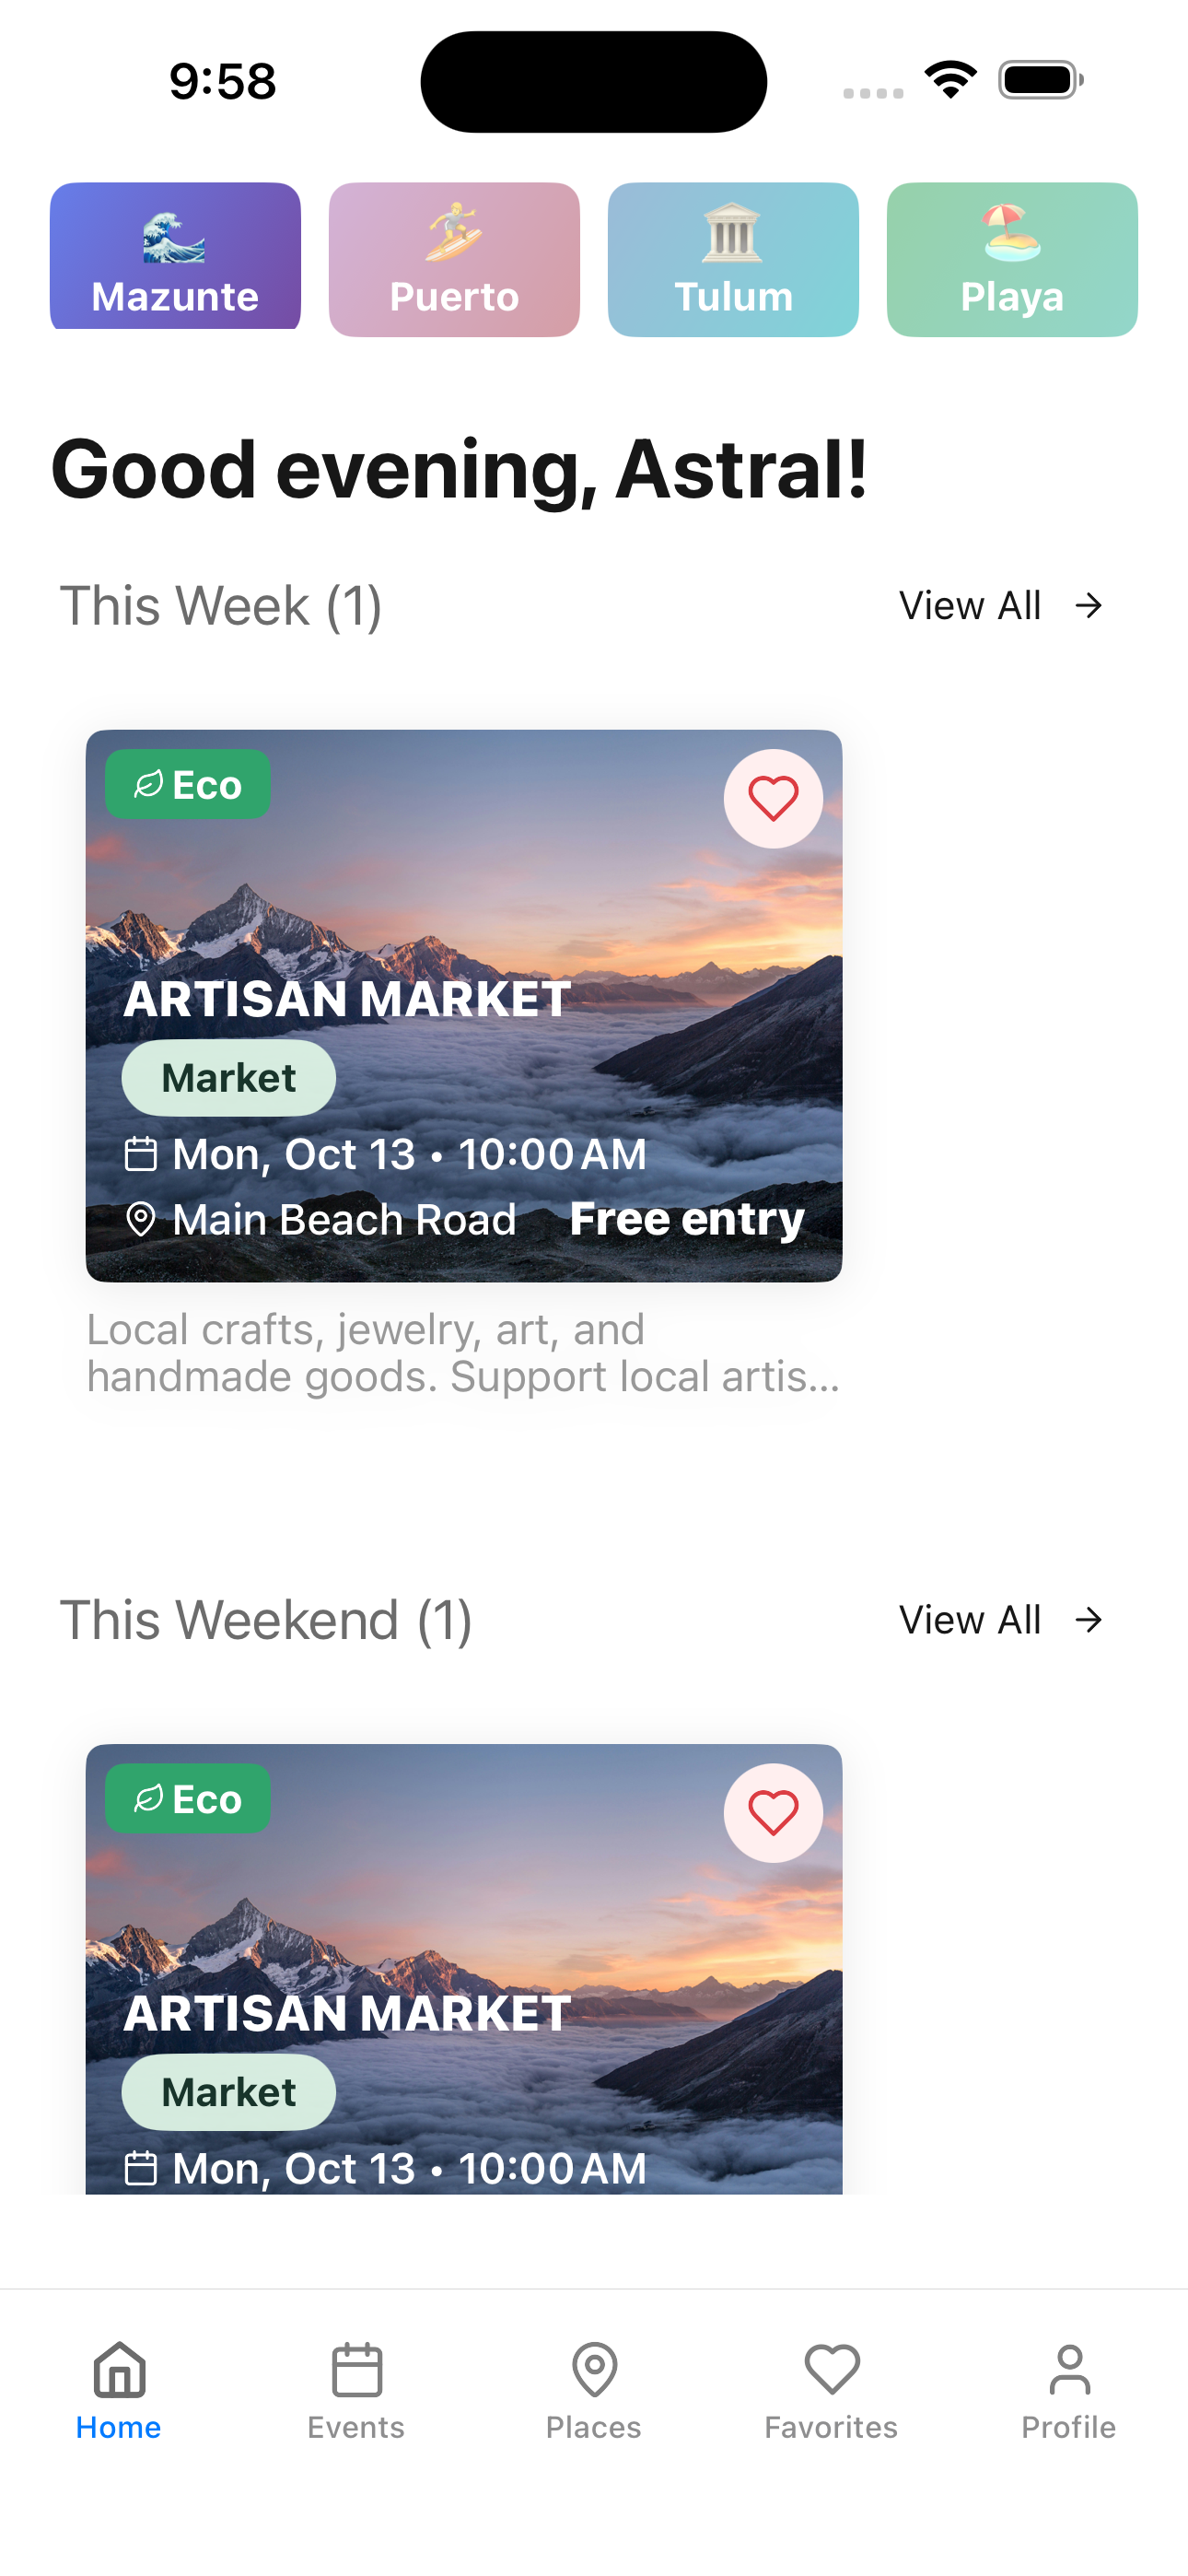 9:58
Mazunte
Puerto
Tulum
Playa
Good evening, Astral!
This Week (1)
View All →
Eco
ARTISAN MARKET
Market
Mon, Oct 13 • 10:00 AM
Main Beach Road
Free entry
Local crafts, jewelry, art, and
handmade goods. Support local artis...
This Weekend (1)
View All →
Eco
ARTISAN MARKET
Market
Mon, Oct 13 • 10:00 AM
Home
Events
Places
Favorites
Profile